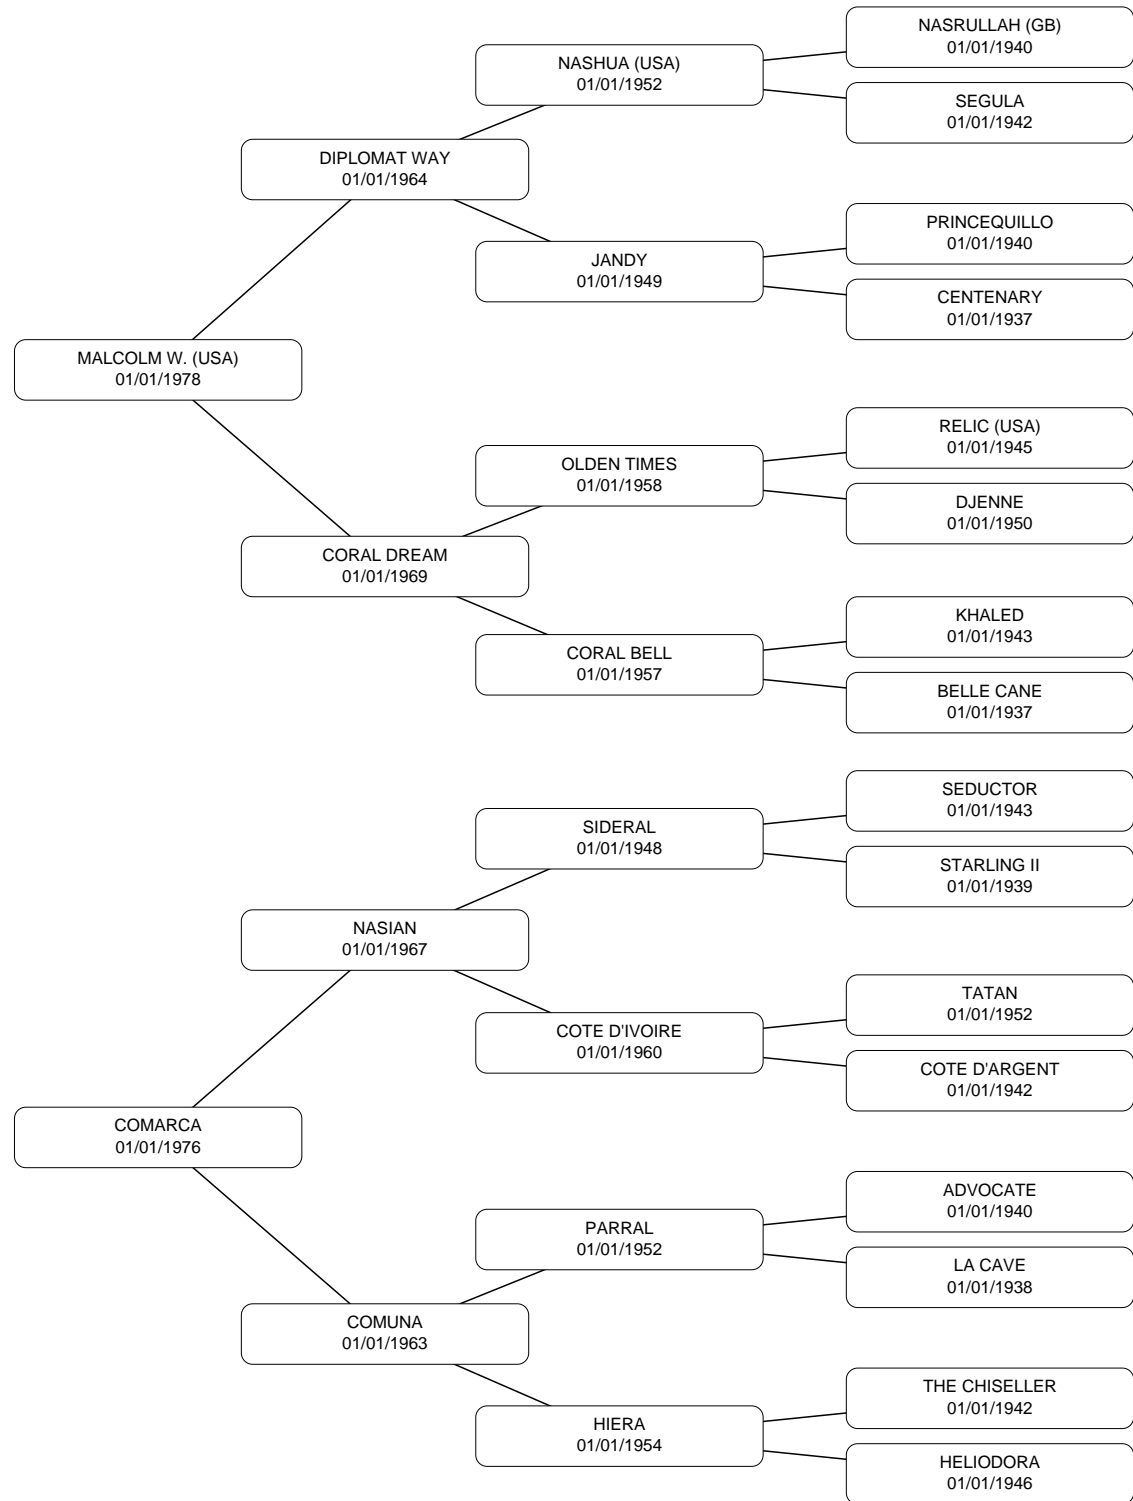 NASRULLAH (GB)
01/01/1940
NASHUA (USA)
01/01/1952
SEGULA
01/01/1942
DIPLOMAT WAY
01/01/1964
PRINCEQUILLO
01/01/1940
JANDY
01/01/1949
CENTENARY
01/01/1937
MALCOLM W. (USA)
01/01/1978
RELIC (USA)
01/01/1945
OLDEN TIMES
01/01/1958
DJENNE
01/01/1950
CORAL DREAM
01/01/1969
KHALED
01/01/1943
CORAL BELL
01/01/1957
BELLE CANE
01/01/1937
SEDUCTOR
01/01/1943
SIDERAL
01/01/1948
STARLING II
01/01/1939
NASIAN
01/01/1967
TATAN
01/01/1952
COTE D'IVOIRE
01/01/1960
COTE D'ARGENT
01/01/1942
COMARCA
01/01/1976
ADVOCATE
01/01/1940
PARRAL
01/01/1952
LA CAVE
01/01/1938
COMUNA
01/01/1963
THE CHISELLER
01/01/1942
HIERA
01/01/1954
HELIODORA
01/01/1946